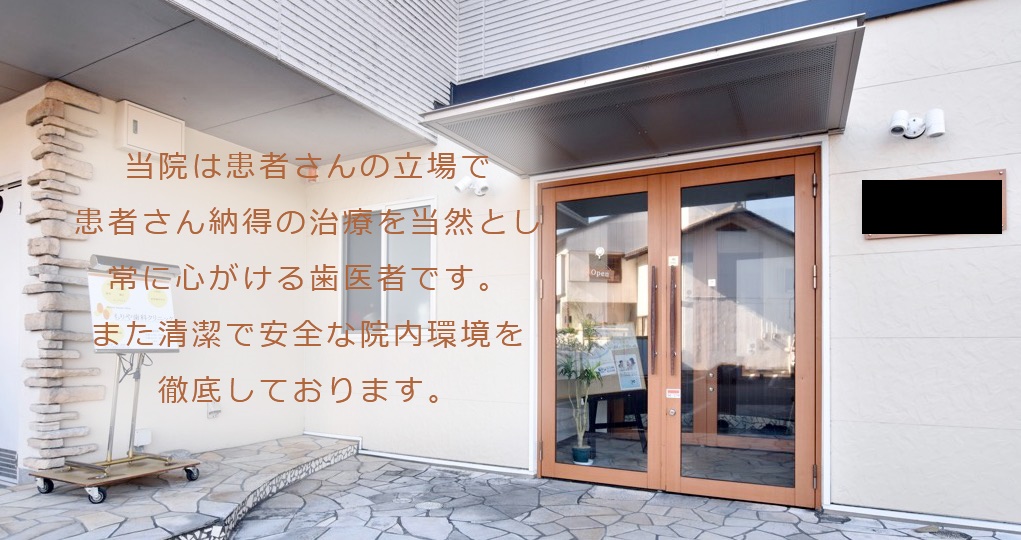 当院は患者さんの立場で
患者さん納得の治療を当然とし
常に心がける歯医者です。
また清潔で安全な院内環境を
徹底しております。
Open